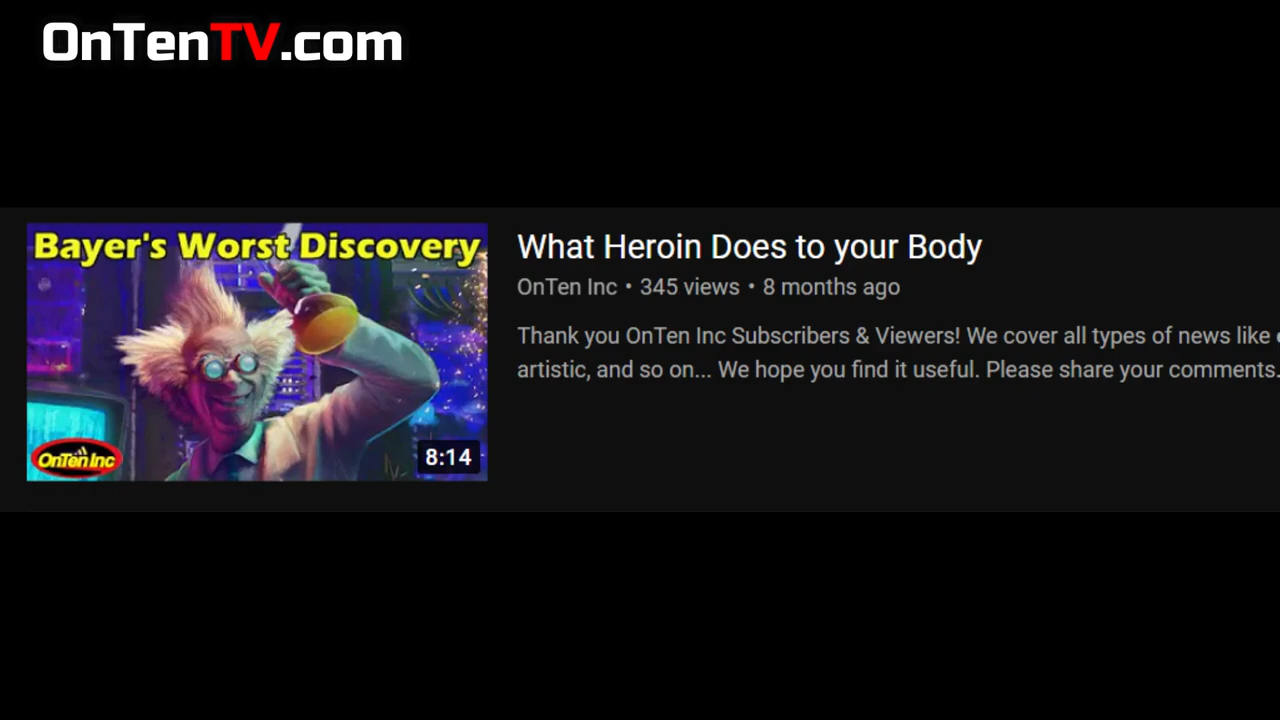 OnTenTV.com
Bayer's Worst Discovery
OnTen Inc
8:14
What Heroin Does to your Body
OnTen Inc • 345 views • 8 months ago
Thank you OnTen Inc Subscribers & Viewers! We cover all types of news like
artistic, and so on... We hope you find it useful. Please share your comments.